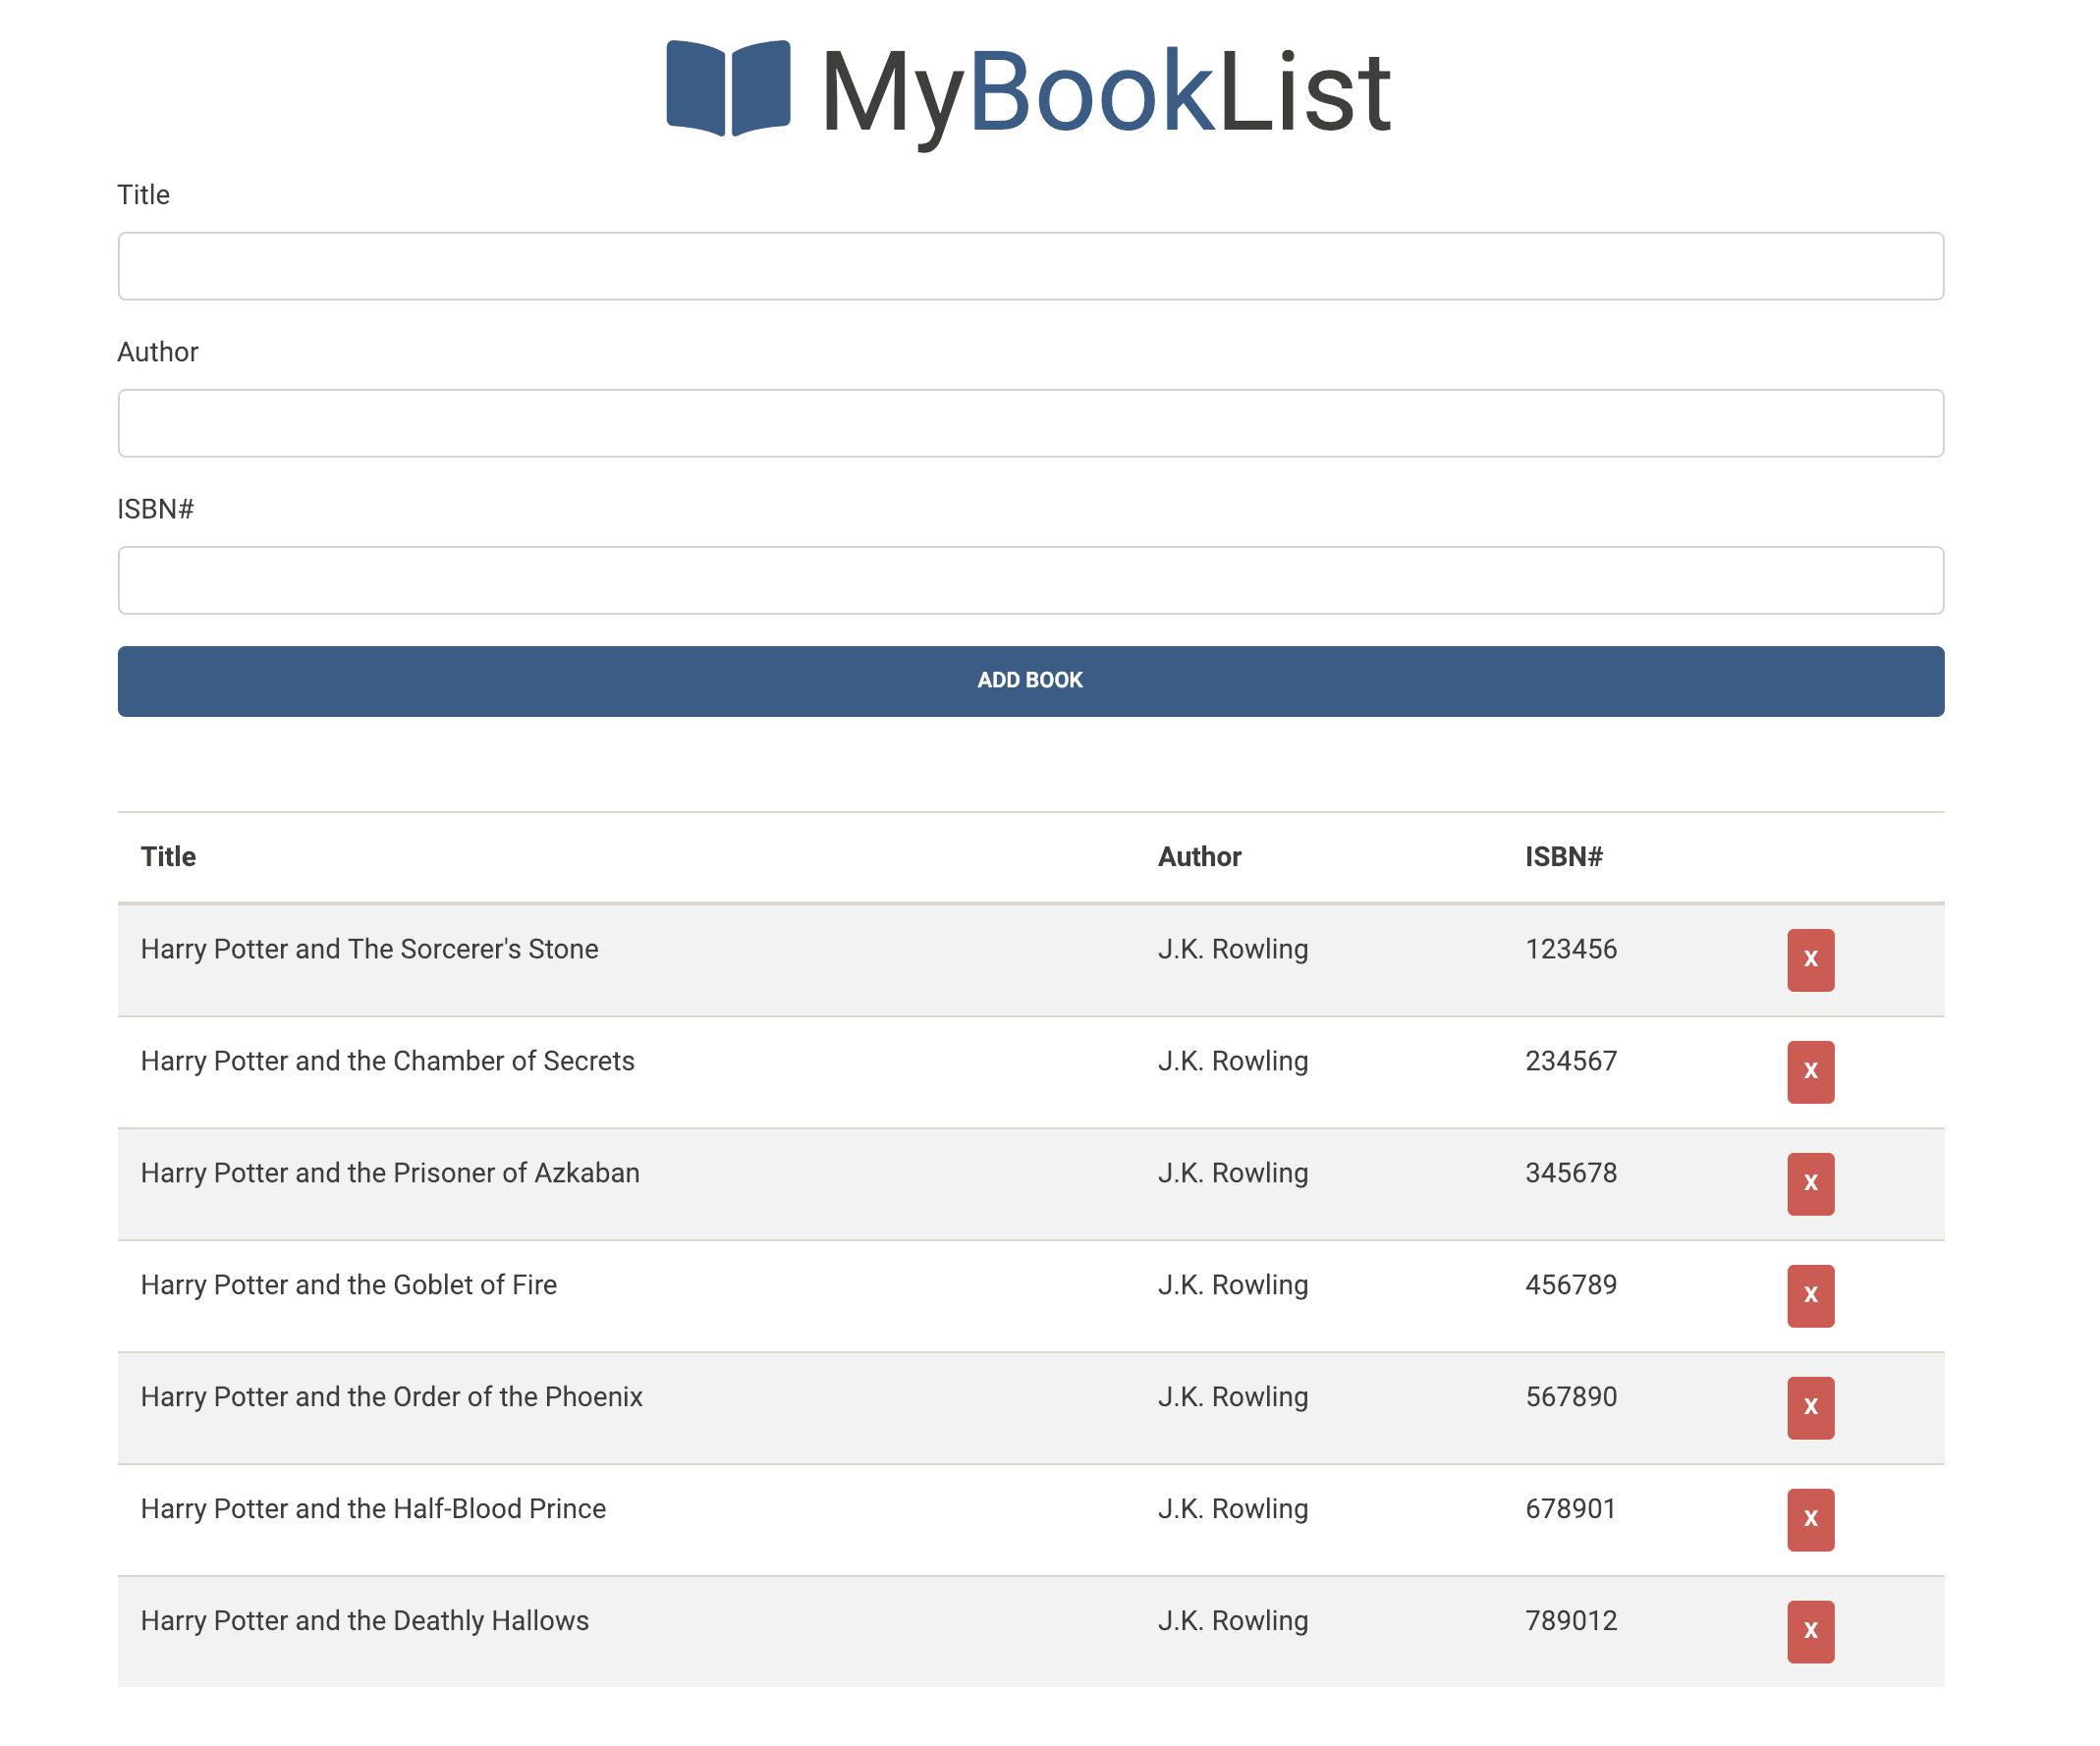 MyBookList
Title
Author
ISBN#
ADD BOOK
Title Author ISBN#
Harry Potter and The Sorcerer's Stone J.K. Rowling 123456 X
Harry Potter and the Chamber of Secrets J.K. Rowling 234567 X
Harry Potter and the Prisoner of Azkaban J.K. Rowling 345678 X
Harry Potter and the Goblet of Fire J.K. Rowling 456789 X
Harry Potter and the Order of the Phoenix J.K. Rowling 567890 X
Harry Potter and the Half-Blood Prince J.K. Rowling 678901 X
Harry Potter and the Deathly Hallows J.K. Rowling 789012 X